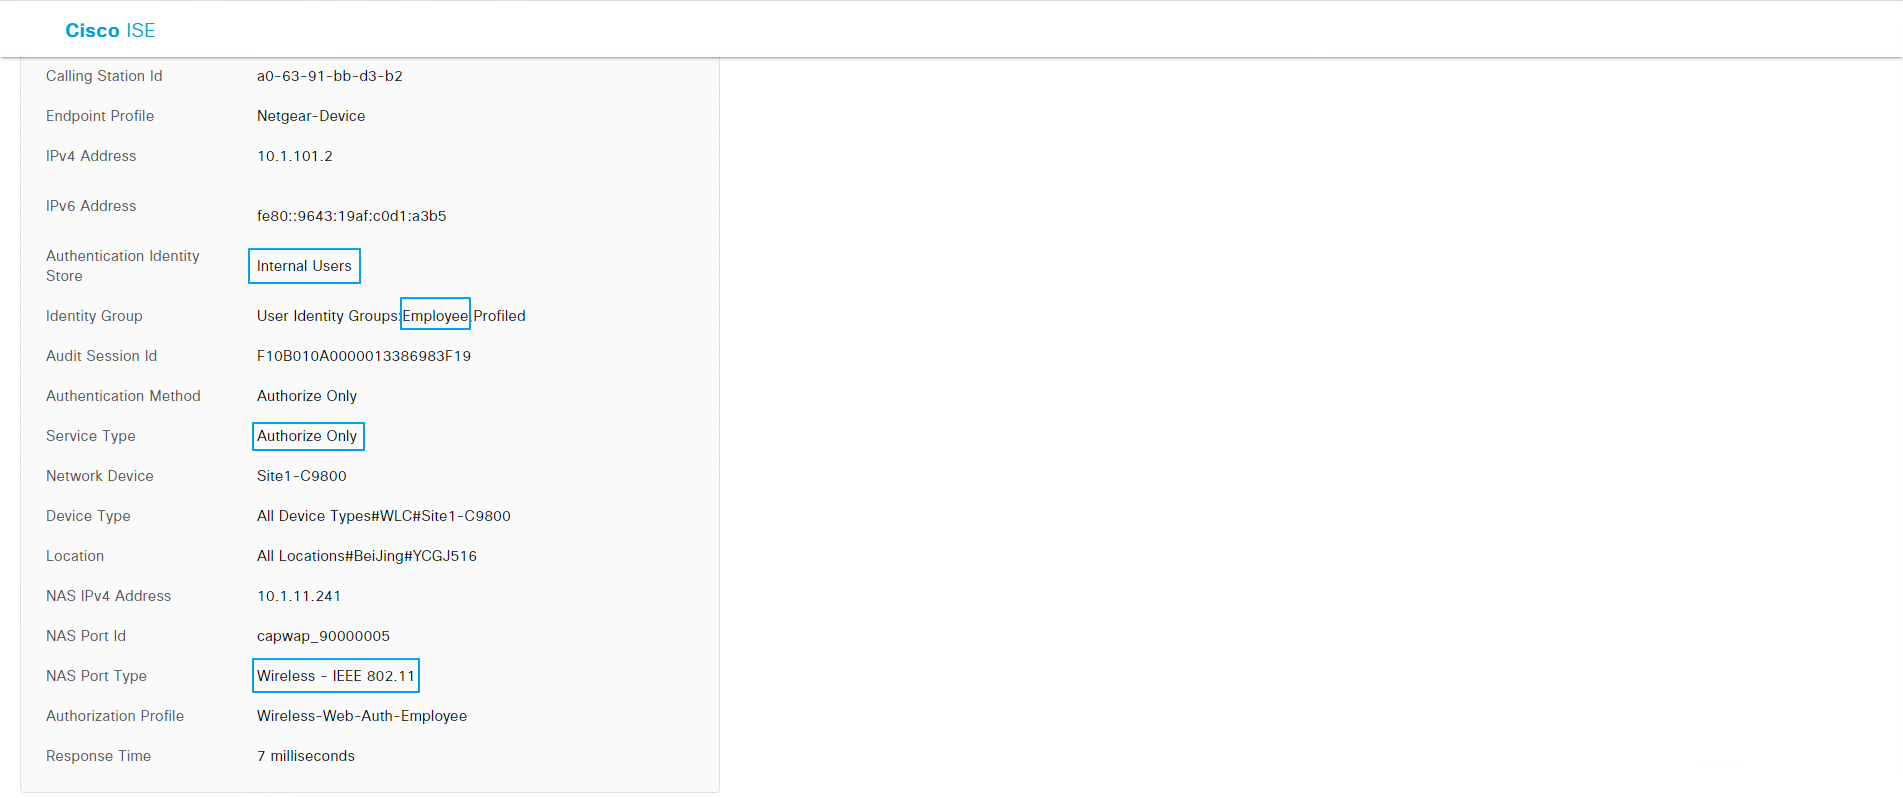 Cisco ISE
Calling Station Id a0-63-91-bb-d3-b2
Endpoint Profile Netgear-Device
IPv4 Address 10.1.101.2
IPv6 Address fe80::9643:19af:c0d1:a3b5
Authentication Identity Store Internal Users
Identity Group User Identity Groups:Employee,Profiled
Audit Session Id F10B010A0000013386983F19
Authentication Method Authorize Only
Service Type Authorize Only
Network Device Site1-C9800
Device Type All Device Types#WLC#Site1-C9800
Location All Locations#BeiJing#YCGJ516
NAS IPv4 Address 10.1.11.241
NAS Port Id capwap_90000005
NAS Port Type Wireless - IEEE 802.11
Authorization Profile Wireless-Web-Auth-Employee
Response Time 7 milliseconds